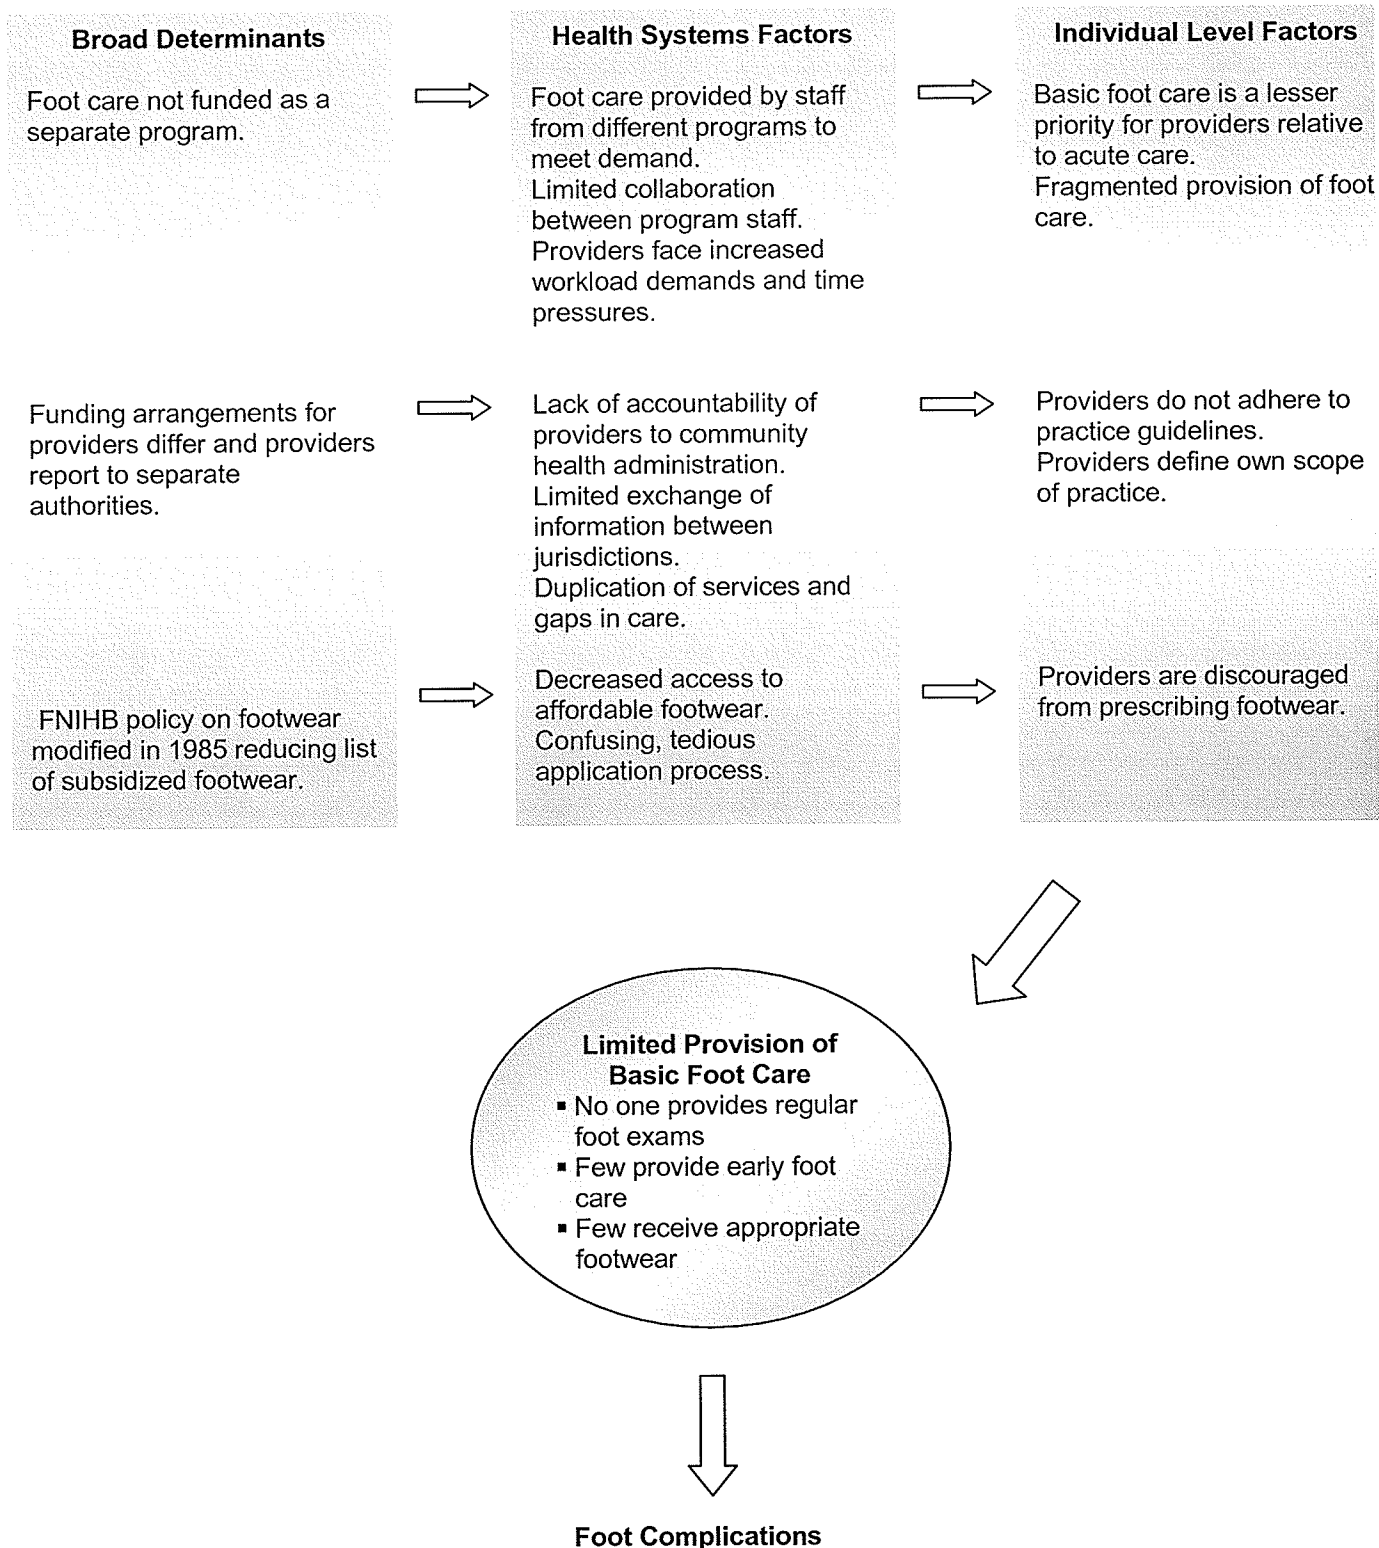 Broad Determinants
Foot care not funded as a
separate program.
Funding arrangements for
providers differ and providers
report to separate
authorities.
FNIHB policy on footwear
modified in 1985 reducing list
of subsidized footwear.
Health Systems Factors
Foot care provided by staff
from different programs to
meet demand.
Limited collaboration
between program staff.
Providers face increased
workload demands and time
pressures.
Lack of accountability of
providers to community
health administration.
Limited exchange of
information between
jurisdictions.
Duplication of services and
gaps in care.
Decreased access to
affordable footwear.
Confusing, tedious
application process.
Individual Level Factors
Basic foot care is a lesser
priority for providers relative
to acute care.
Fragmented provision of foot
care.
Providers do not adhere to
practice guidelines.
Providers define own scope
of practice.
Providers are discouraged
from prescribing footwear.
Limited Provision of
Basic Foot Care
▪ No one provides regular
foot exams
▪ Few provide early foot
care
▪ Few receive appropriate
footwear
Foot Complications